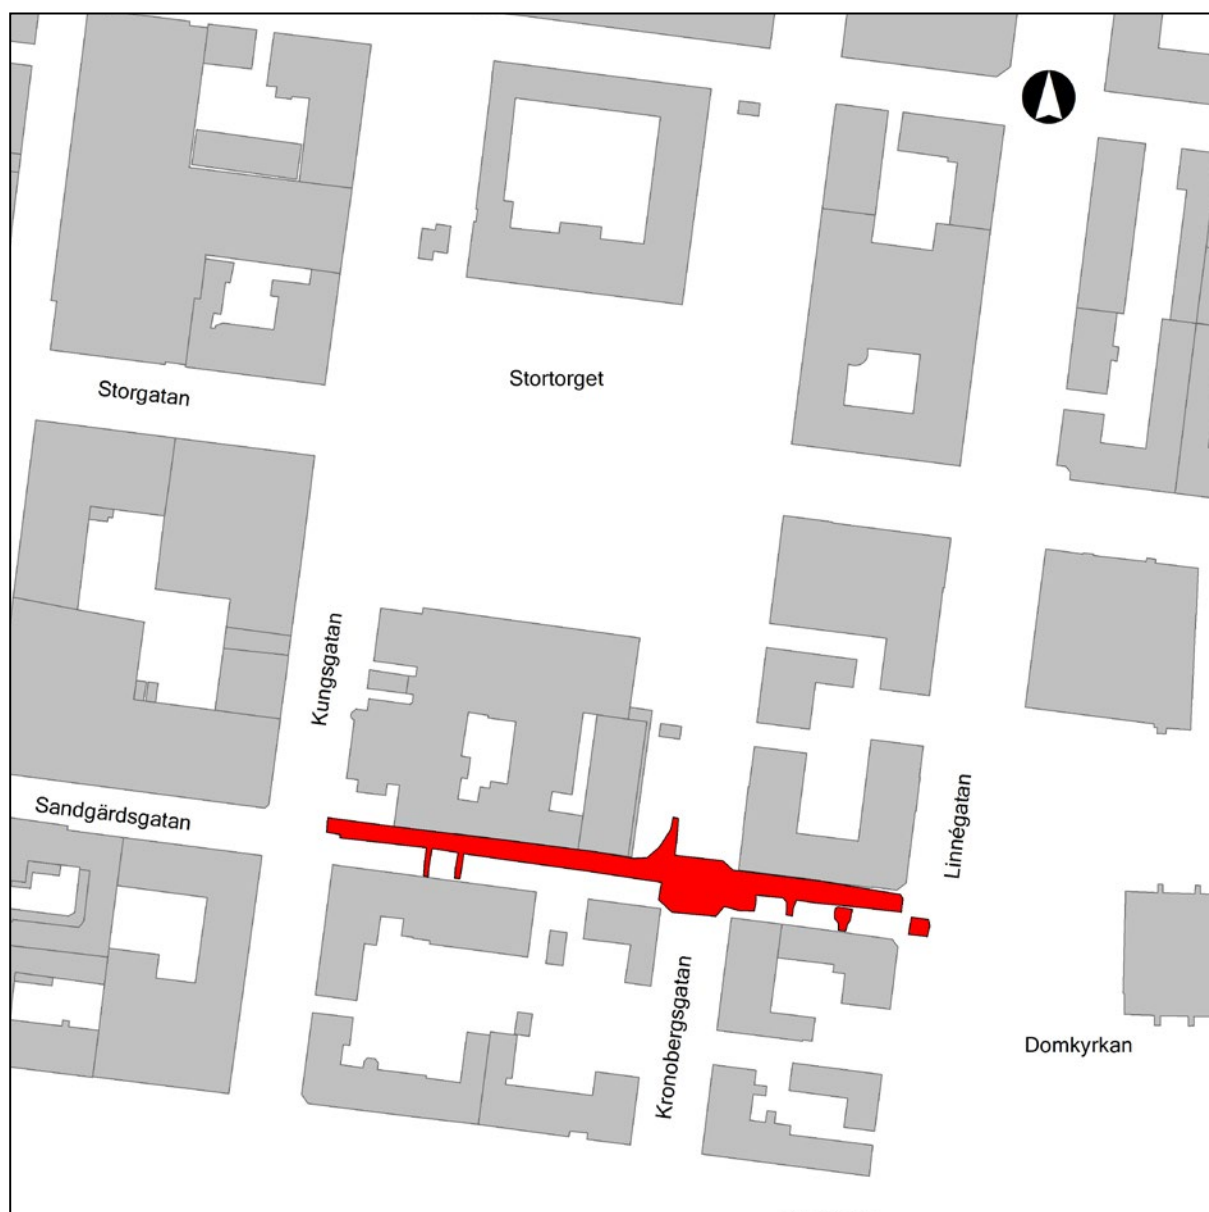 Stortorget
Storgatan
Kungsgatan
Sandgärdsgatan
Linnégatan
Kronobergsgatan
Domkyrkan